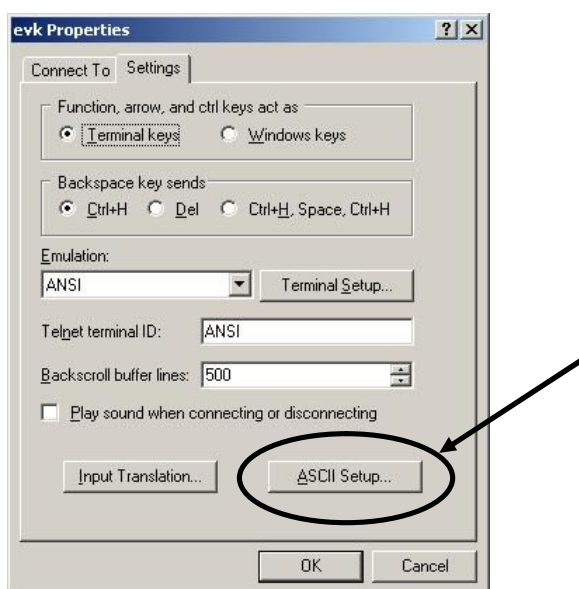 evk Properties
Connect To Settings
Function, arrow, and ctrl keys act as
Terminal keys Windows keys
Backspace key sends
Ctrl+H Del Ctrl+H, Space, Ctrl+H
Emulation:
ANSI Terminal Setup...
Telnet terminal ID: ANSI
Backscroll buffer lines: 500
Play sound when connecting or disconnecting
Input Translation... ASCII Setup...
OK Cancel